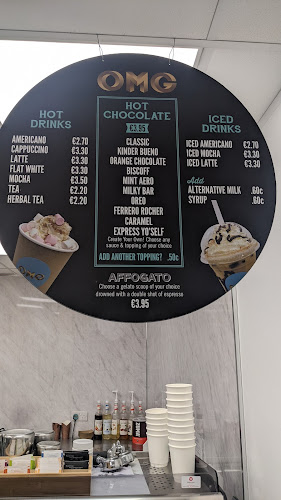 OMG
HOT DRINKS
AMERICANO €2.70
CAPPUCCINO €3.30
LATTE €3.30
FLAT WHITE €3.30
MOCHA €3.50
TEA €2.20
HERBAL TEA €2.20
HOT CHOCOLATE
€3.95
CLASSIC
KINDER BUENO
ORANGE CHOCOLATE
BISCOFF
MINT AERO
MILKY BAR
OREO
FERRERO ROCHER
CARAMEL
EXPRESS YO'SELF
Create Your Own! Choose any
sauce & topping of your choice
ADD ANOTHER TOPPING? .50c
ICED DRINKS
ICED AMERICANO €2.70
ICED MOCHA €3.30
ICED LATTE €3.30
Add
ALTERNATIVE MILK .60c
SYRUP .60c
AFFOGATO
Choose a gelato scoop of your choice
drowned with a double shot of espresso
€3.95